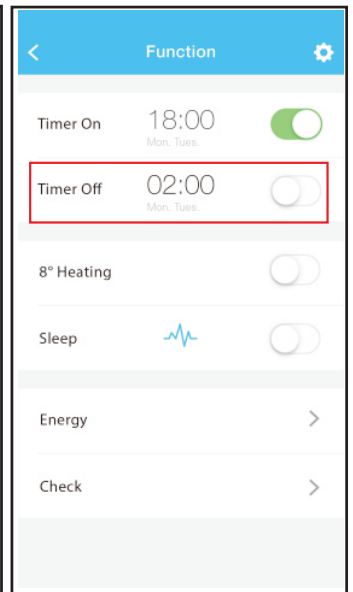 Function
Timer On 18:00
Mon. Tues.
Timer Off 02:00
Mon. Tues.
8° Heating
Sleep
Energy
Check